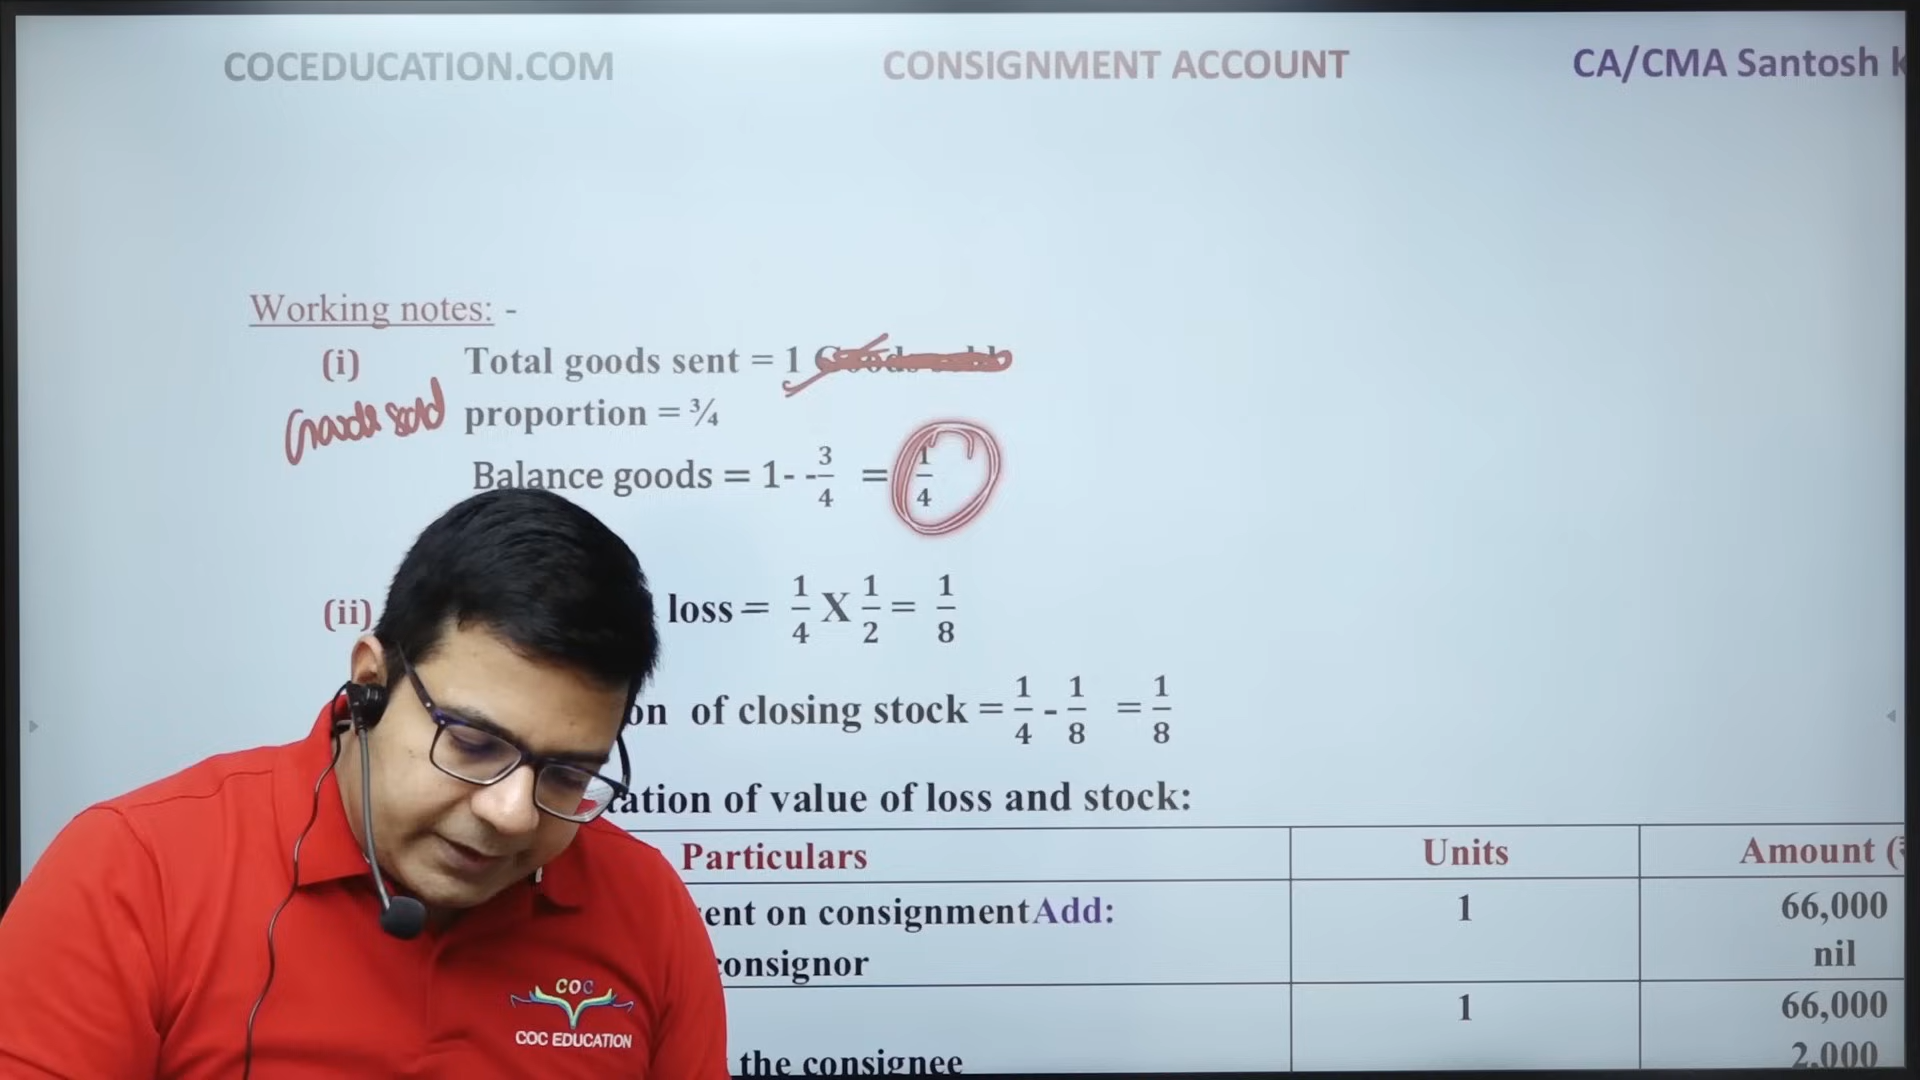 COCEDUCATION.COM CONSIGNMENT ACCOUNT CA/CMA Santosh k
Working notes: -
(i) Total goods sent = 1
Goods sold proportion = ¾
Balance goods = 1- -3/4 = 1/4
(ii) loss = 1/4 X 1/2 = 1/8
on of closing stock = 1/4 - 1/8 = 1/8
ation of value of loss and stock:
Particulars Units Amount (₹
ent on consignment Add: 1 66,000
consignor nil
1 66,000
the consignee 2,000
COC
COC EDUCATION